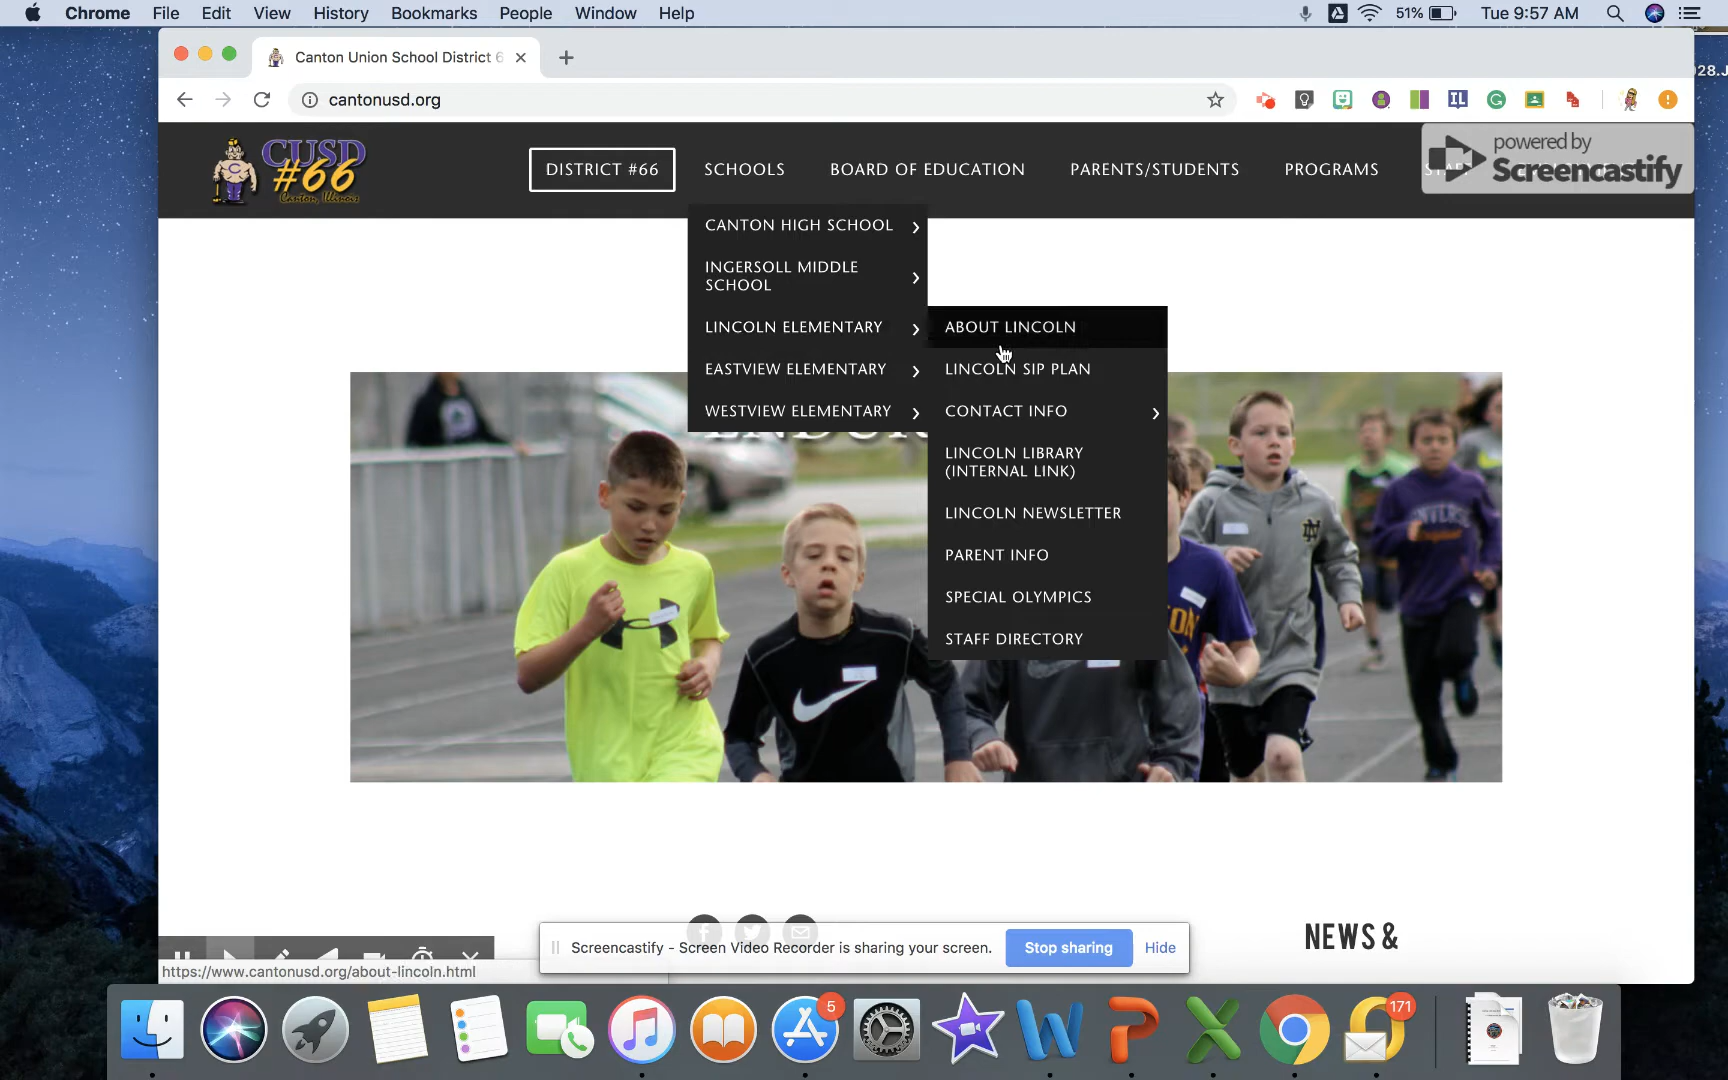 Chrome File Edit View History Bookmarks People Window Help 51% Tue 9:57 AM
Canton Union School District 6
28.J
cantonusd.org
CUSD
#66
Canton, Illinois
DISTRICT #66 SCHOOLS BOARD OF EDUCATION PARENTS/STUDENTS PROGRAMS
powered by
Screencastify
CANTON HIGH SCHOOL
INGERSOLL MIDDLE
SCHOOL
LINCOLN ELEMENTARY
EASTVIEW ELEMENTARY
WESTVIEW ELEMENTARY
ABOUT LINCOLN
LINCOLN SIP PLAN
CONTACT INFO
LINCOLN LIBRARY
(INTERNAL LINK)
LINCOLN NEWSLETTER
PARENT INFO
SPECIAL OLYMPICS
STAFF DIRECTORY
NEWS &
Screencastify - Screen Video Recorder is sharing your screen. Stop sharing Hide
https://www.cantonusd.org/about-lincoln.html
5
171